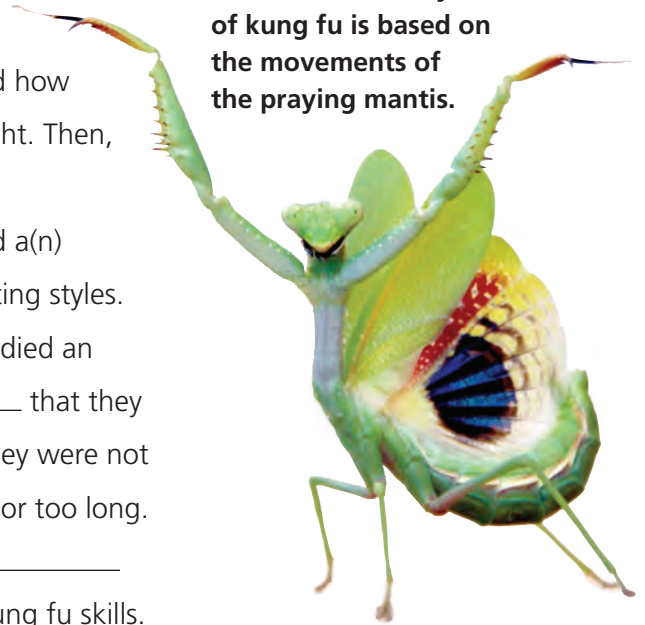 of kung fu is based on
the movements of
the praying mantis.
d how
ht. Then,
d a(n)
ting styles.
died an
that they
ey were not
or too long.
ung fu skills.